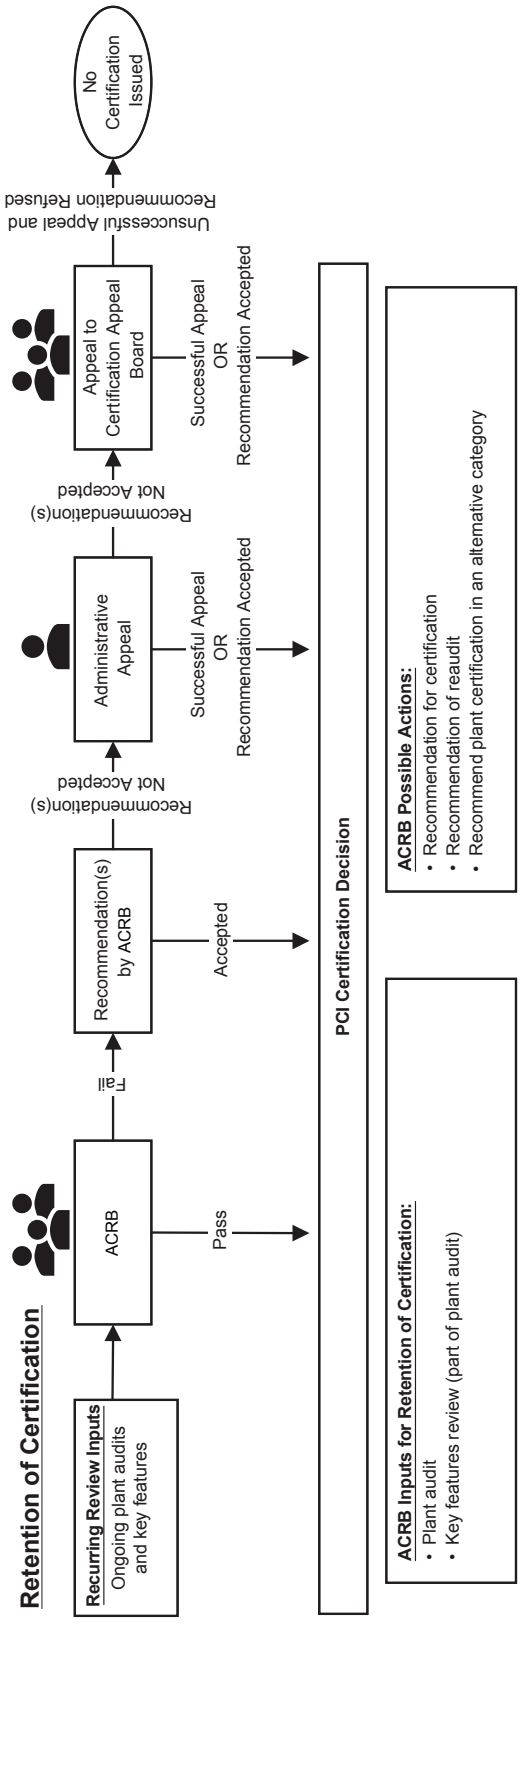 Retention of Certification
Recurring Review Inputs
Ongoing plant audits
and key features
ACRB
Pass
Fail
Recommendation(s)
by ACRB
Accepted
Recommendation(s)
Not Accepted
Administrative
Appeal
Successful Appeal
OR
Recommendation Accepted
Recommendation(s)
Not Accepted
Appeal to
Certification Appeal
Board
Successful Appeal
OR
Recommendation Accepted
Unsuccessful Appeal and
Recommendation Refused
No
Certification
Issued
PCI Certification Decision
ACRB Inputs for Retention of Certification:
• Plant audit
• Key features review (part of plant audit)
ACRB Possible Actions:
• Recommendation for certification
• Recommendation of reaudit
• Recommend plant certification in an alternative category